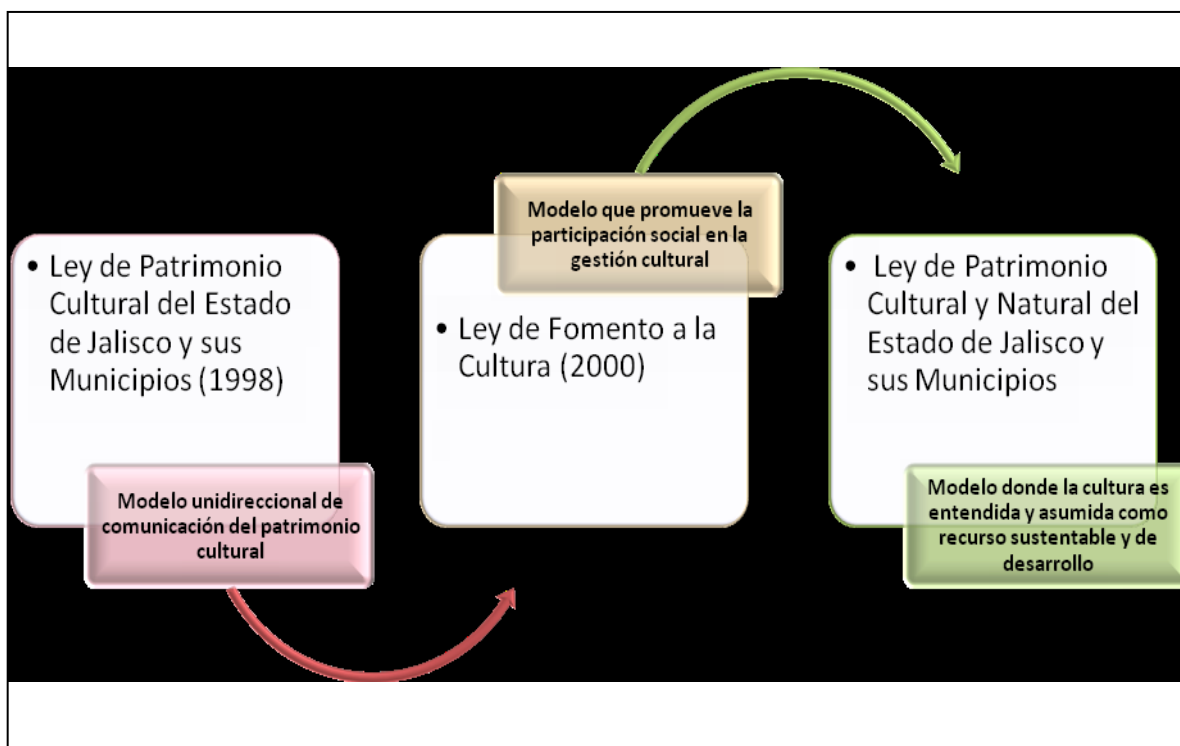 • Ley de Patrimonio
Cultural del Estado
de Jalisco y sus
Municipios (1998)
Modelo unidireccional de
comunicación del patrimonio
cultural
Modelo que promueve la
participación social en la
gestión cultural
• Ley de Fomento a la
Cultura (2000)
• Ley de Patrimonio
Cultural y Natural del
Estado de Jalisco y
sus Municipios
Modelo donde la cultura es
entendida y asumida como
recurso sustentable y de
desarrollo